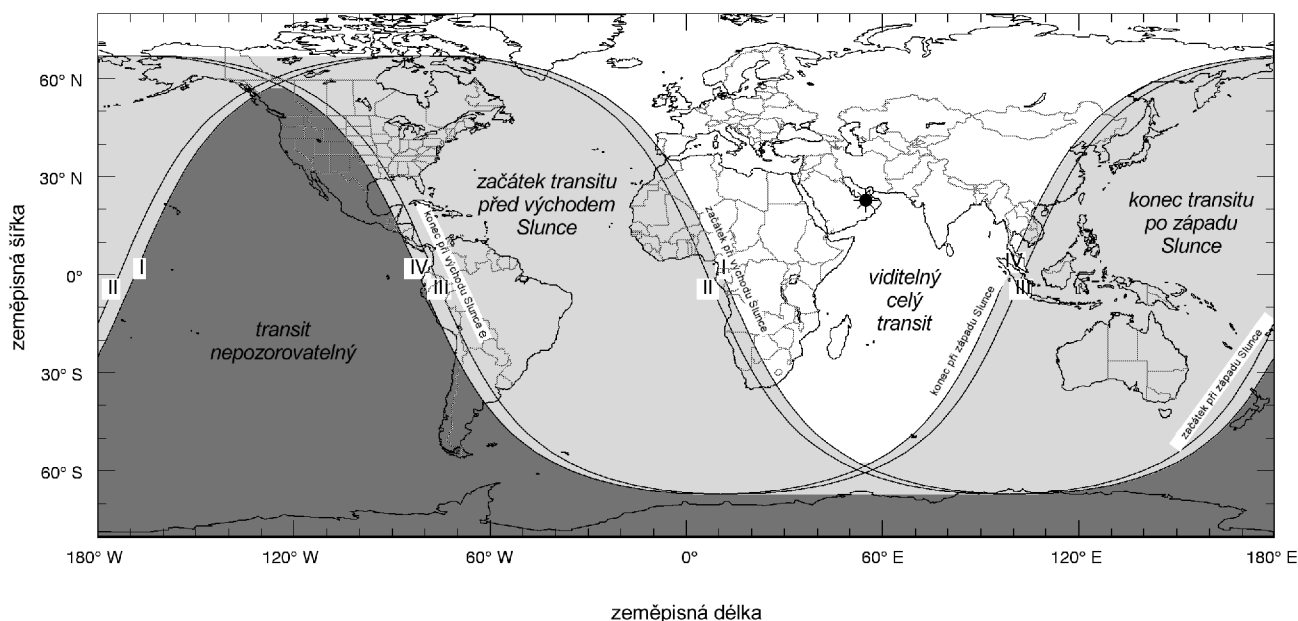 zeměpisná šířka
60° N
30° N
0°
30° S
60° S
začátek transitu
před východem
Slunce
konec transitu
po západu
Slunce
viditelný
celý
transit
transit
nepozorovatelný
II
I
IV
III
konec při východu Slunce e
I
II
začátek při východu Slunce
IV
III
konec při západu Slunce
začátek při západu Slunce
180° W
120° W
60° W
0°
60° E
120° E
180° E
zeměpisná délka